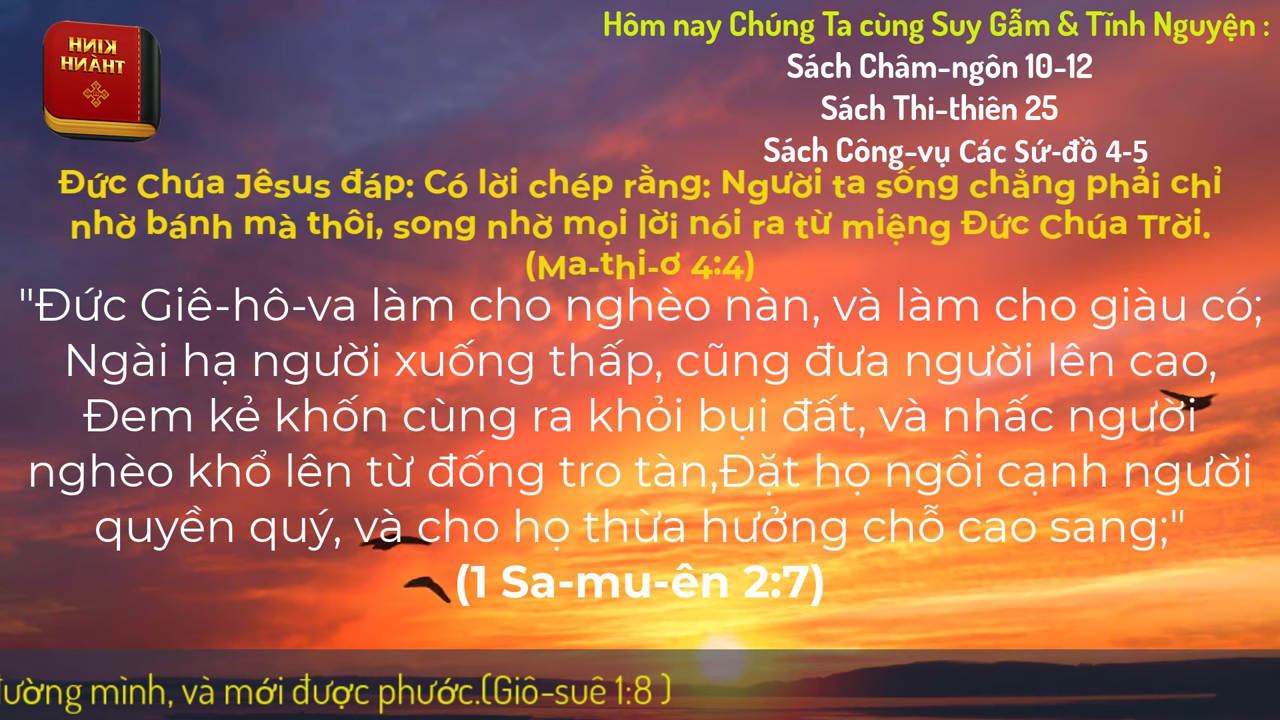 KINH
THÀNH
Hôm nay Chúng Ta cùng Suy Gẫm & Tĩnh Nguyện :
Sách Châm-ngôn 10-12
Sách Thi-thiên 25
Sách Công-vụ Các Sứ-đồ 4-5
Đức Chúa Jêsus đáp: Có lời chép rằng: Người ta sống chẳng phải chỉ
nhờ bánh mà thôi, song nhờ mọi lời nói ra từ miệng Đức Chúa Trời.
(Ma-thi-ơ 4:4)
"Đức Giê-hô-va làm cho nghèo nàn, và làm cho giàu có;
Ngài hạ người xuống thấp, cũng đưa người lên cao,
Đem kẻ khốn cùng ra khỏi bụi đất, và nhấc người
nghèo khổ lên từ đống tro tàn,Đặt họ ngồi cạnh người
quyền quý, và cho họ thừa hưởng chỗ cao sang;"
(1 Sa-mu-ên 2:7)
đường mình, và mới được phước.(Giô-suê 1:8 )